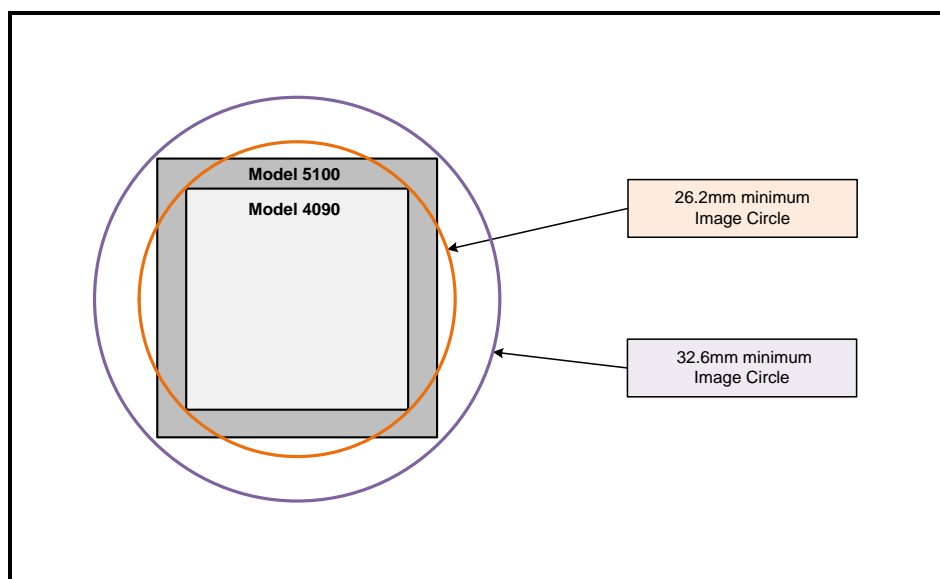 Model 5100
Model 4090
26.2mm minimum
Image Circle
32.6mm minimum
Image Circle